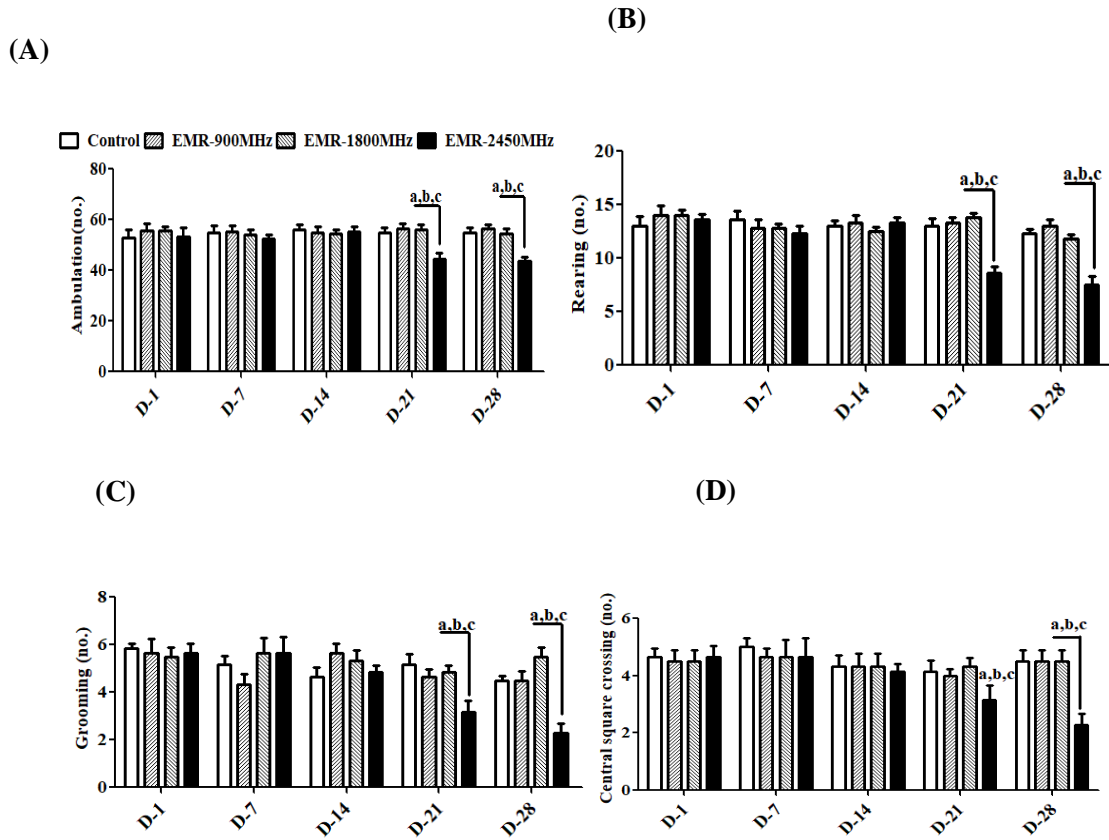 (A)
Control EMR-900MHz EMR-1800MHz EMR-2450MHz
Ambulation(no.)
80
60
40
20
0
a,b,c
a,b,c
D-1 D-7 D-14 D-21 D-28
(B)
Rearing (no.)
20
15
10
5
0
a,b,c
a,b,c
D-1 D-7 D-14 D-21 D-28
(C)
Grooming (no.)
8
6
4
2
0
a,b,c
a,b,c
D-1 D-7 D-14 D-21 D-28
(D)
Central square crossing (no.)
6
4
2
0
a,b,c
a,b,c
D-1 D-7 D-14 D-21 D-28